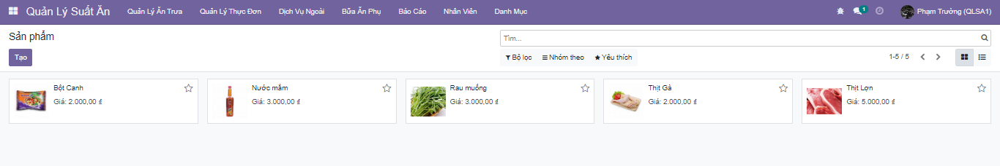 Quản Lý Suất Ăn Quản Lý Ăn Trưa Quản Lý Thực Đơn Dịch Vụ Ngoài Bữa Ăn Phụ Báo Cáo Nhân Viên Danh Mục 1 Phạm Trường (QLSA1)
Sản phẩm
Tìm...
Tạo
Bộ lọc Nhóm theo Yêu thích 1-5 / 5
Bột Canh
Giá: 2.000,00 ₫
Nước mắm
Giá: 3.000,00 ₫
Rau muống
Giá: 3.000,00 ₫
Thịt Gà
Giá: 2.000,00 ₫
Thịt Lợn
Giá: 5.000,00 ₫